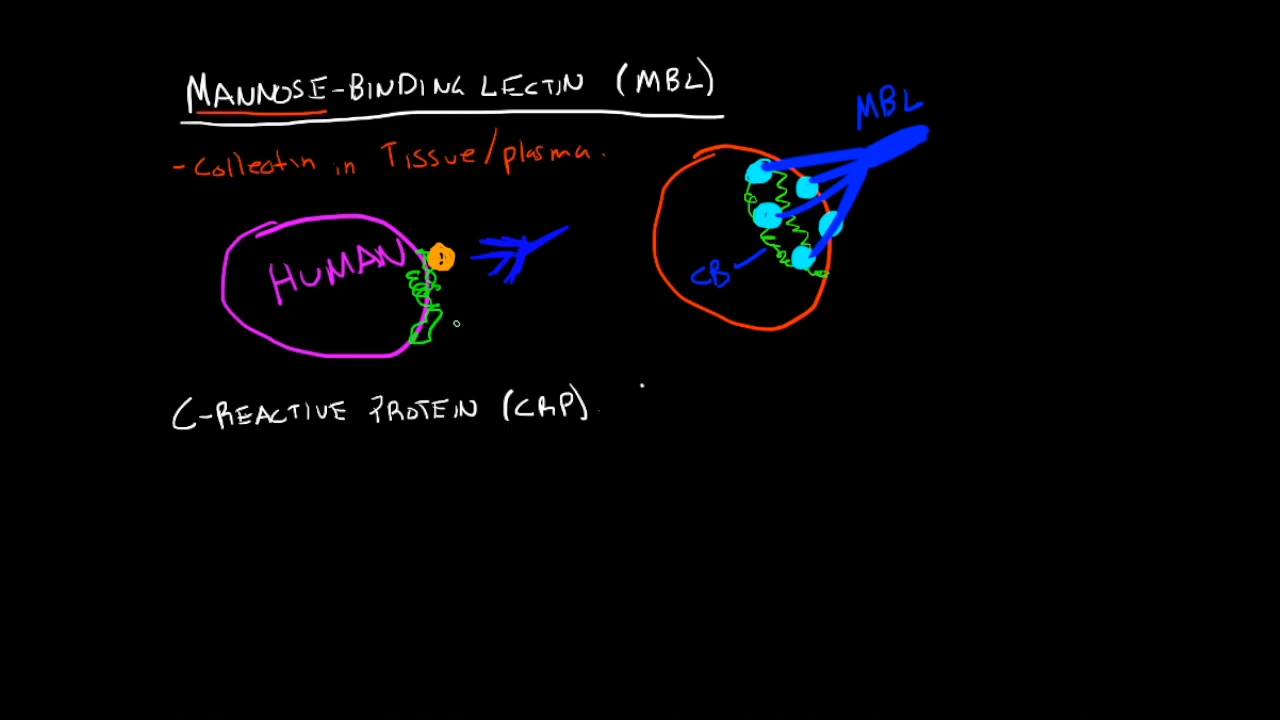 MANNOSE-BINDING LECTIN (MBL)
- Collectin in Tissue/plasma.
MBL
HUMAN
CB
C-REACTIVE PROTEIN (CRP).